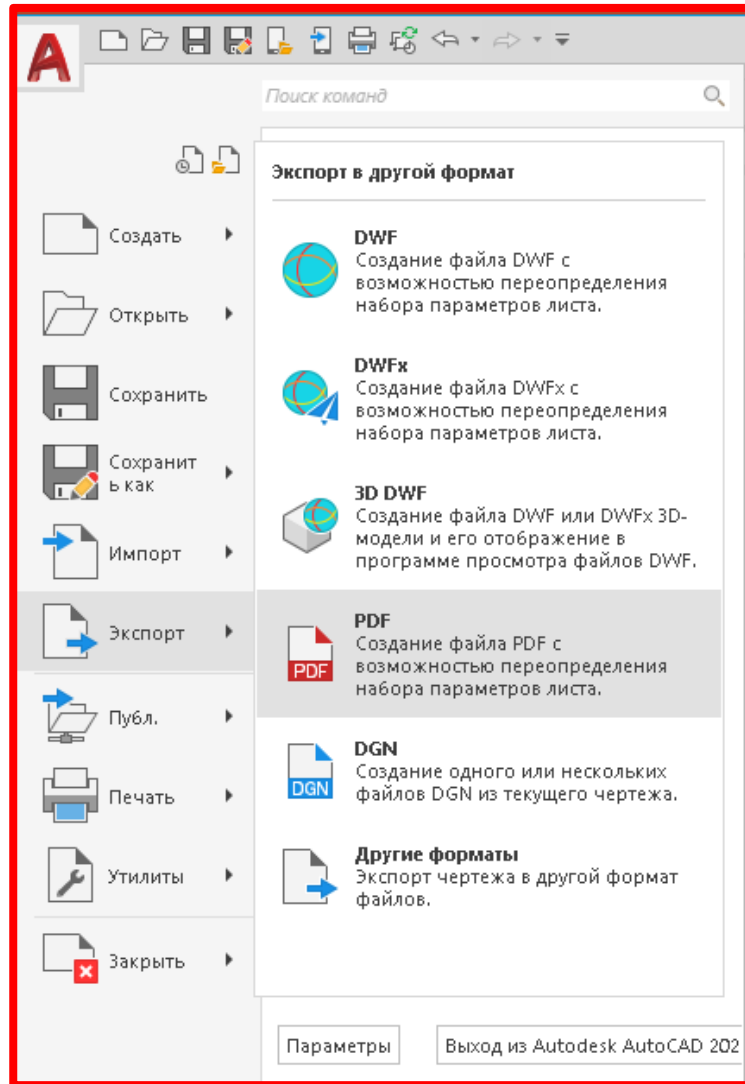 A
Поиск команд
Экспорт в другой формат
Создать
Открыть
Сохранить
Сохранит
ь как
Импорт
Экспорт
Публ.
Печать
Утилиты
Закрыть
DWF
Создание файла DWF с
возможностью переопределения
набора параметров листа.
DWFx
Создание файла DWFx с
возможностью переопределения
набора параметров листа.
3D DWF
Создание файла DWF или DWFx 3D-
модели и его отображение в
программе просмотра файлов DWF.
PDF
PDF
Создание файла PDF с
возможностью переопределения
набора параметров листа.
DGN
DGN
Создание одного или нескольких
файлов DGN из текущего чертежа.
Другие форматы
Экспорт чертежа в другой формат
файлов.
Параметры
Выход из Autodesk AutoCAD 202